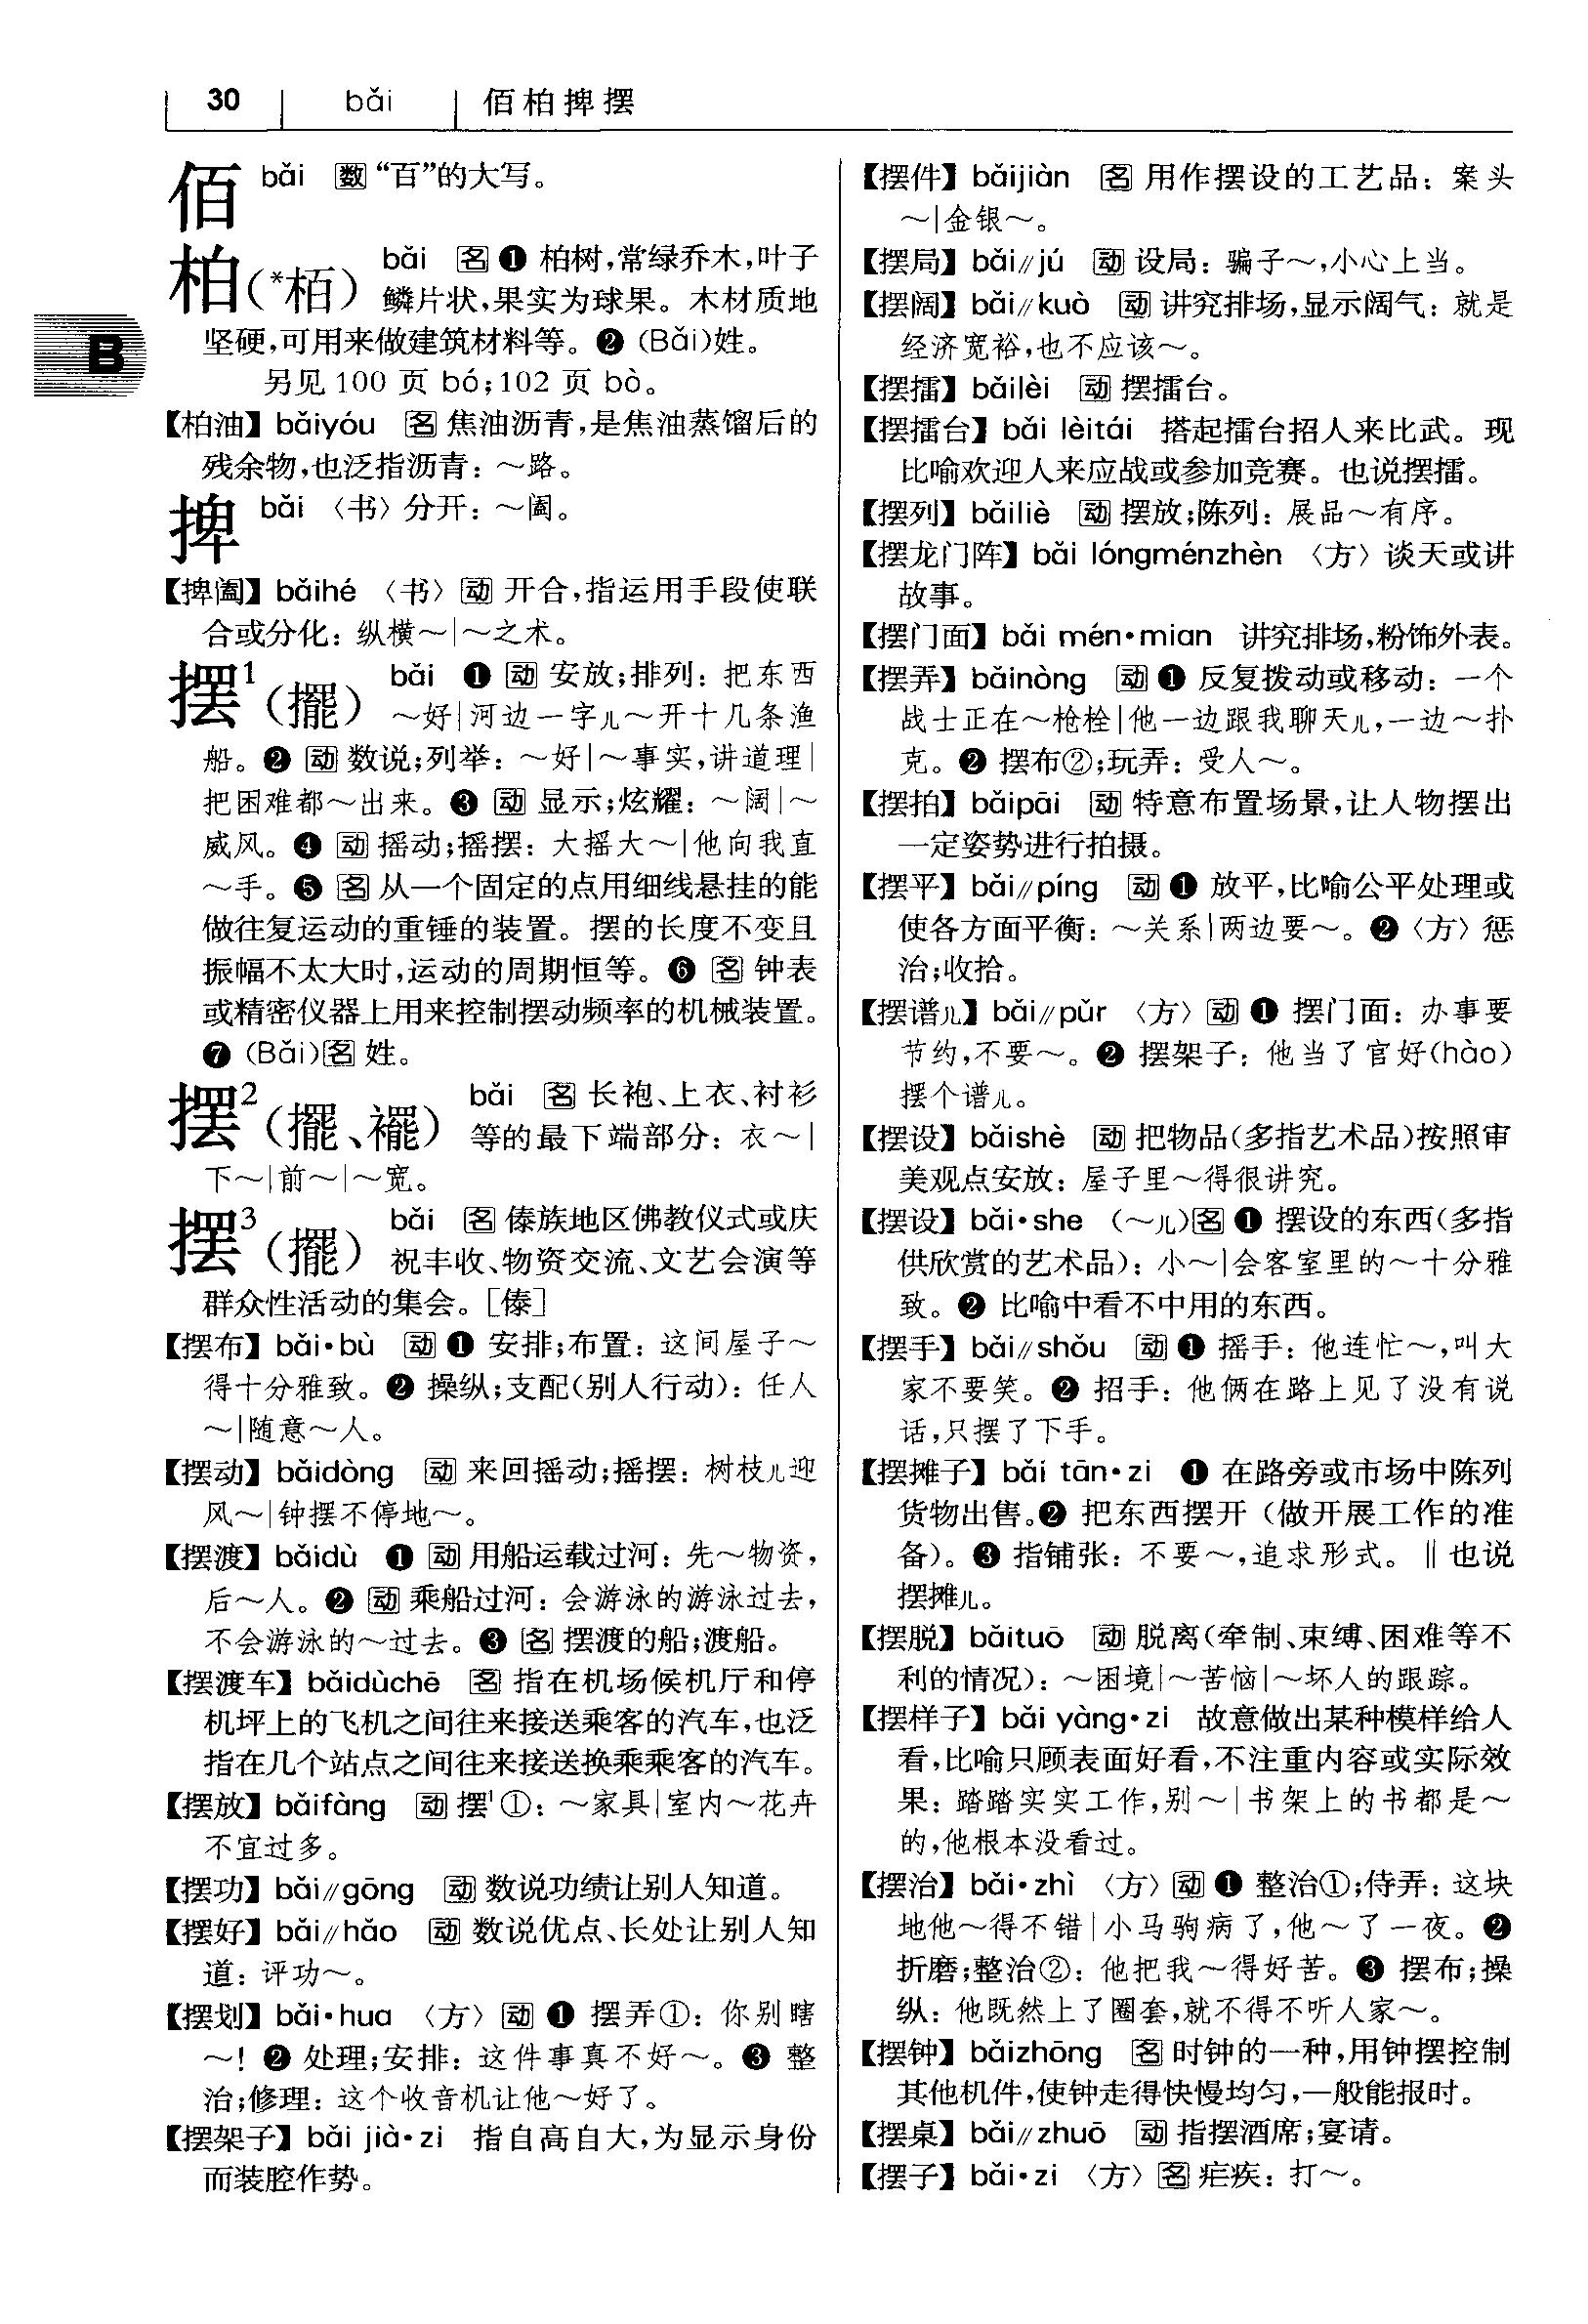 30 bǎi 佰柏捭摆
佰 bǎi 数 “百”的大写。
柏(*栢) bǎi 名 ❶ 柏树,常绿乔木,叶子
鳞片状,果实为球果。木材质地
坚硬,可用来做建筑材料等。❷ (Bǎi)姓。
另见 100 页 bó;102 页 bò。
【柏油】 bǎiyóu 名 焦油沥青,是焦油蒸馏后的
残余物,也泛指沥青:~路。
捭 bǎi 〈书〉分开:~阖。
【捭阖】 bǎihé 〈书〉动 开合,指运用手段使联
合或分化:纵横~|~之术。
摆¹(擺) bǎi ❶ 动 安放;排列:把东西
~好|河边一字儿~开十几条渔
船。❷ 动 数说;列举:~好|~事实,讲道理|
把困难都~出来。❸ 动 显示;炫耀:~阔|~
威风。❹ 动 摇动;摇摆:大摇大~|他向我直
~手。❺ 名 从一个固定的点用细线悬挂的能
做往复运动的重锤的装置。摆的长度不变且
振幅不太大时,运动的周期恒等。❻ 名 钟表
或精密仪器上用来控制摆动频率的机械装置。
❼ (Bǎi)名 姓。
摆²(擺、襬) bǎi 名 长袍、上衣、衬衫
等的最下端部分:衣~|
下~|前~|~宽。
摆³(擺) bǎi 名 傣族地区佛教仪式或庆
祝丰收、物资交流、文艺会演等
群众性活动的集会。[傣]
【摆布】 bǎi·bù 动 ❶ 安排;布置:这间屋子~
得十分雅致。❷ 操纵;支配(别人行动):任人
~|随意~人。
【摆动】 bǎidòng 动 来回摇动;摇摆:树枝儿迎
风~|钟摆不停地~。
【摆渡】 bǎidù ❶ 动 用船运载过河:先~物资,
后~人。❷ 动 乘船过河:会游泳的游泳过去,
不会游泳的~过去。❸ 名 摆渡的船;渡船。
【摆渡车】 bǎidùchē 名 指在机场候机厅和停
机坪上的飞机之间往来接送乘客的汽车,也泛
指在几个站点之间往来接送换乘乘客的汽车。
【摆放】 bǎifàng 动 摆¹①:~家具|室内~花卉
不宜过多。
【摆功】 bǎi//gōng 动 数说功绩让别人知道。
【摆好】 bǎi//hǎo 动 数说优点、长处让别人知
道:评功~。
【摆划】 bǎi·hua 〈方〉动 ❶ 摆弄①:你别瞎
~! ❷ 处理;安排:这件事真不好~。❸ 整
治;修理:这个收音机让他~好了。
【摆架子】 bǎi jià·zi 指自高自大,为显示身份
而装腔作势。
B
【摆件】 bǎijiàn 名 用作摆设的工艺品:案头
~|金银~。
【摆局】 bǎi//jú 动 设局:骗子~,小心上当。
【摆阔】 bǎi//kuò 动 讲究排场,显示阔气:就是
经济宽裕,也不应该~。
【摆擂】 bǎilèi 动 摆擂台。
【摆擂台】 bǎi lèitái 搭起擂台招人来比武。现
比喻欢迎人来应战或参加竞赛。也说摆擂。
【摆列】 bǎiliè 动 摆放;陈列:展品~有序。
【摆龙门阵】 bǎi lóngménzhèn 〈方〉谈天或讲
故事。
【摆门面】 bǎi mén·mian 讲究排场,粉饰外表。
【摆弄】 bǎinòng 动 ❶ 反复拨动或移动:一个
战士正在~枪栓|他一边跟我聊天儿,一边~扑
克。❷ 摆布②;玩弄:受人~。
【摆拍】 bǎipāi 动 特意布置场景,让人物摆出
一定姿势进行拍摄。
【摆平】 bǎi//píng 动 ❶ 放平,比喻公平处理或
使各方面平衡:~关系|两边要~。❷〈方〉惩
治;收拾。
【摆谱儿】 bǎi//pǔr 〈方〉动 ❶ 摆门面:办事要
节约,不要~。❷ 摆架子:他当了官好(hào)
摆个谱儿。
【摆设】 bǎishè 动 把物品(多指艺术品)按照审
美观点安放:屋子里~得很讲究。
【摆设】 bǎi·she (~儿)名 ❶ 摆设的东西(多指
供欣赏的艺术品):小~|会客室里的~十分雅
致。❷ 比喻中看不中用的东西。
【摆手】 bǎi//shǒu 动 ❶ 摇手:他连忙~,叫大
家不要笑。❷ 招手:他俩在路上见了没有说
话,只摆了下手。
【摆摊子】 bǎi tān·zi ❶ 在路旁或市场中陈列
货物出售。❷ 把东西摆开(做开展工作的准
备)。❸ 指铺张:不要~,追求形式。‖也说
摆摊儿。
【摆脱】 bǎituō 动 脱离(牵制、束缚、困难等不
利的情况):~困境|~苦恼|~坏人的跟踪。
【摆样子】 bǎi yàng·zi 故意做出某种模样给人
看,比喻只顾表面好看,不注重内容或实际效
果:踏踏实实工作,别~|书架上的书都是~
的,他根本没看过。
【摆治】 bǎi·zhì 〈方〉动 ❶ 整治①;侍弄:这块
地他~得不错|小马驹病了,他~了一夜。❷
折磨;整治②:他把我~得好苦。❸ 摆布;操
纵:他既然上了圈套,就不得不听人家~。
【摆钟】 bǎizhōng 名 时钟的一种,用钟摆控制
其他机件,使钟走得快慢均匀,一般能报时。
【摆桌】 bǎi//zhuō 动 指摆酒席;宴请。
【摆子】 bǎi·zi 〈方〉名 疟疾:打~。